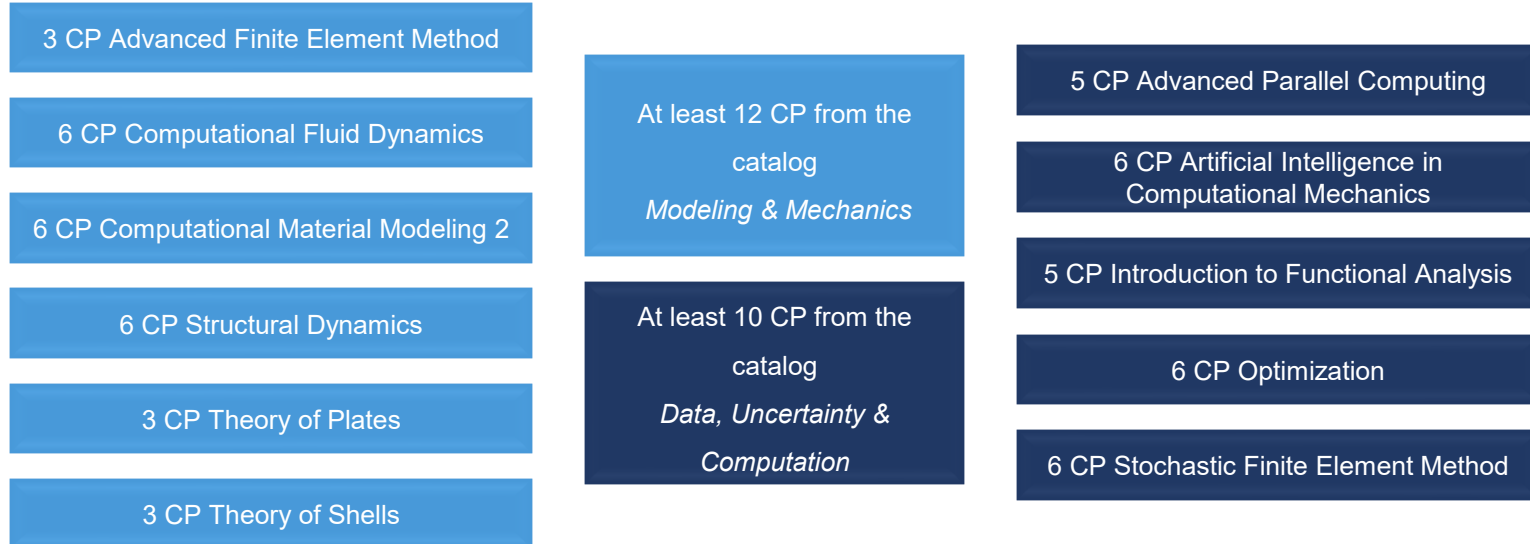 3 CP Advanced Finite Element Method
6 CP Computational Fluid Dynamics
6 CP Computational Material Modeling 2
6 CP Structural Dynamics
3 CP Theory of Plates
3 CP Theory of Shells
At least 12 CP from the
catalog
Modeling & Mechanics
At least 10 CP from the
catalog
Data, Uncertainty &
Computation
5 CP Advanced Parallel Computing
6 CP Artificial Intelligence in
Computational Mechanics
5 CP Introduction to Functional Analysis
6 CP Optimization
6 CP Stochastic Finite Element Method